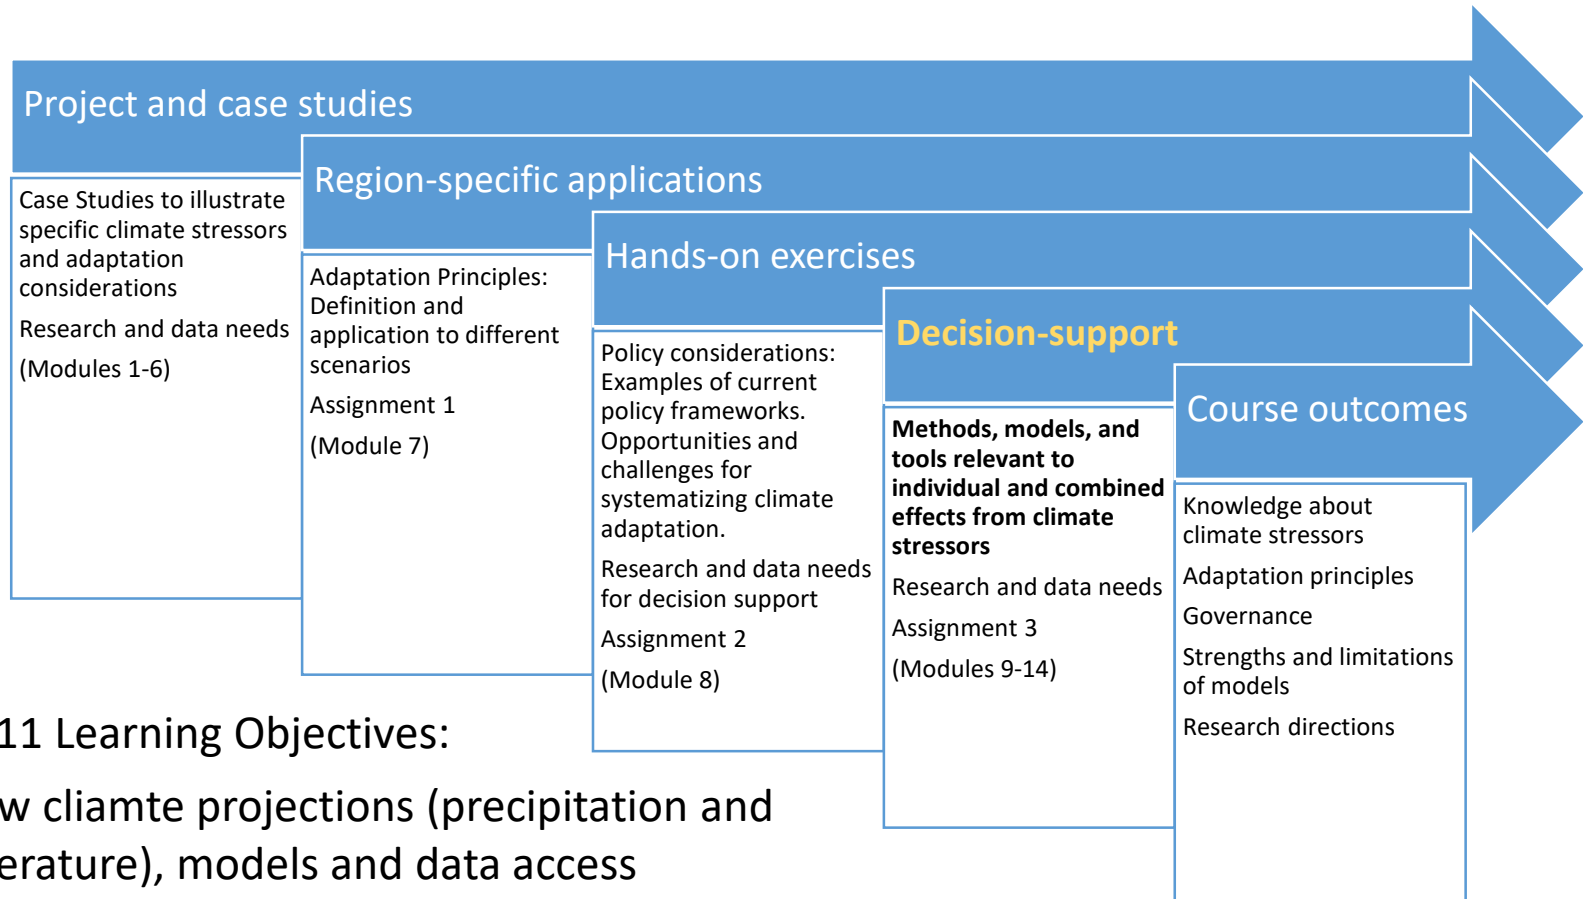 Project and case studies
Case Studies to illustrate
specific climate stressors
and adaptation
considerations
Research and data needs
(Modules 1-6)
Region-specific applications
Adaptation Principles:
Definition and
application to different
scenarios
Assignment 1
(Module 7)
Hands-on exercises
Policy considerations:
Examples of current
policy frameworks.
Opportunities and
challenges for
systematizing climate
adaptation.
Research and data needs
for decision support
Assignment 2
(Module 8)
Decision-support
Methods, models, and
tools relevant to
individual and combined
effects from climate
stressors
Research and data needs
Assignment 3
(Modules 9-14)
Course outcomes
Knowledge about
climate stressors
Adaptation principles
Governance
Strengths and limitations
of models
Research directions
11 Learning Objectives:
w cliamte projections (precipitation and
erature), models and data access